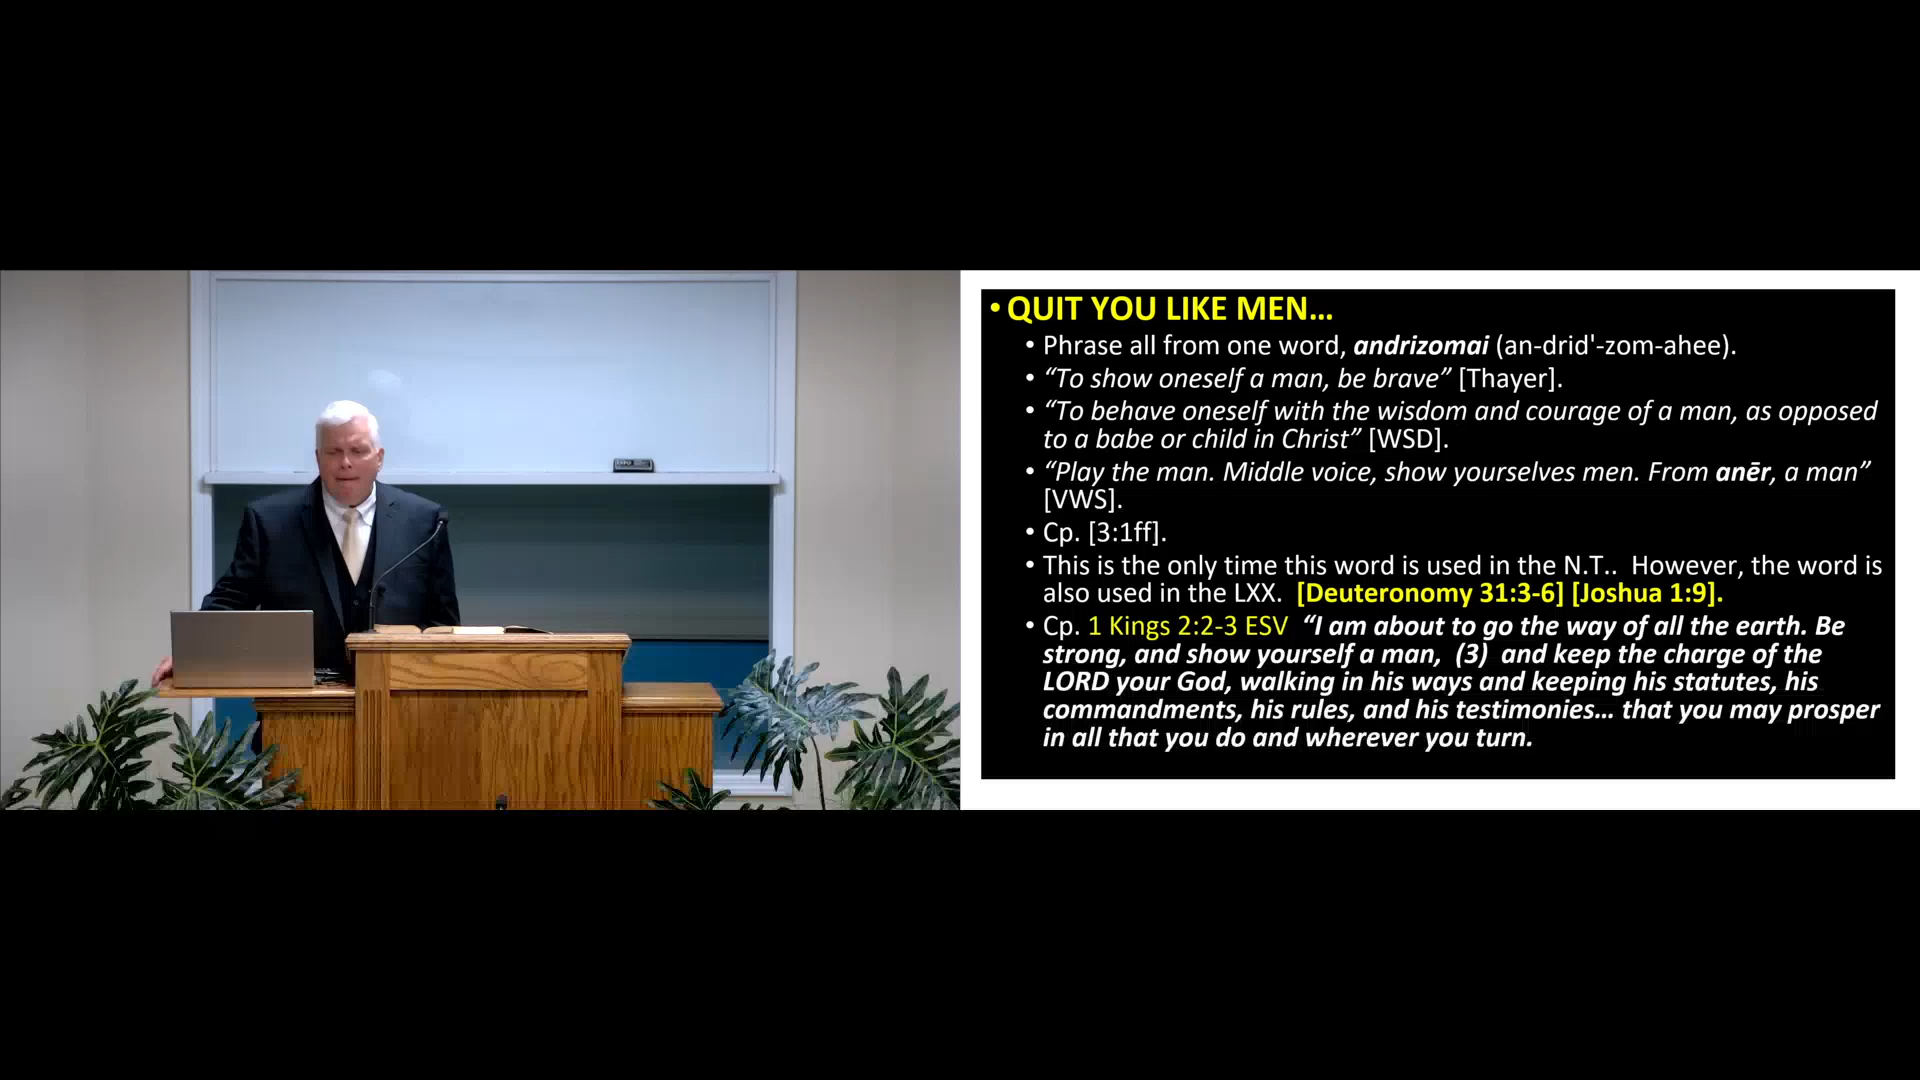 • QUIT YOU LIKE MEN...
• Phrase all from one word, andrizomai (an-drid'-zom-ahee).
• “To show oneself a man, be brave” [Thayer].
• “To behave oneself with the wisdom and courage of a man, as opposed
to a babe or child in Christ” [WSD].
• “Play the man. Middle voice, show yourselves men. From anēr, a man”
[VWS].
• Cp. [3:1ff].
• This is the only time this word is used in the N.T.. However, the word is
also used in the LXX. [Deuteronomy 31:3-6] [Joshua 1:9].
• Cp. 1 Kings 2:2-3 ESV “I am about to go the way of all the earth. Be
strong, and show yourself a man, (3) and keep the charge of the
LORD your God, walking in his ways and keeping his statutes, his
commandments, his rules, and his testimonies... that you may prosper
in all that you do and wherever you turn.